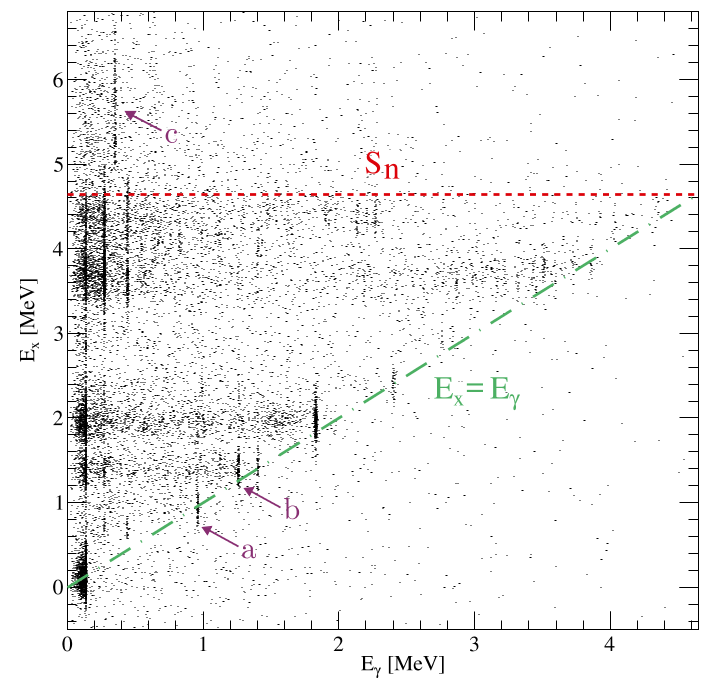 6
5
4
3
2
1
0
E_x [MeV]
c
S_n
E_x = E_γ
b
a
0 1 2 3 4
E_γ [MeV]